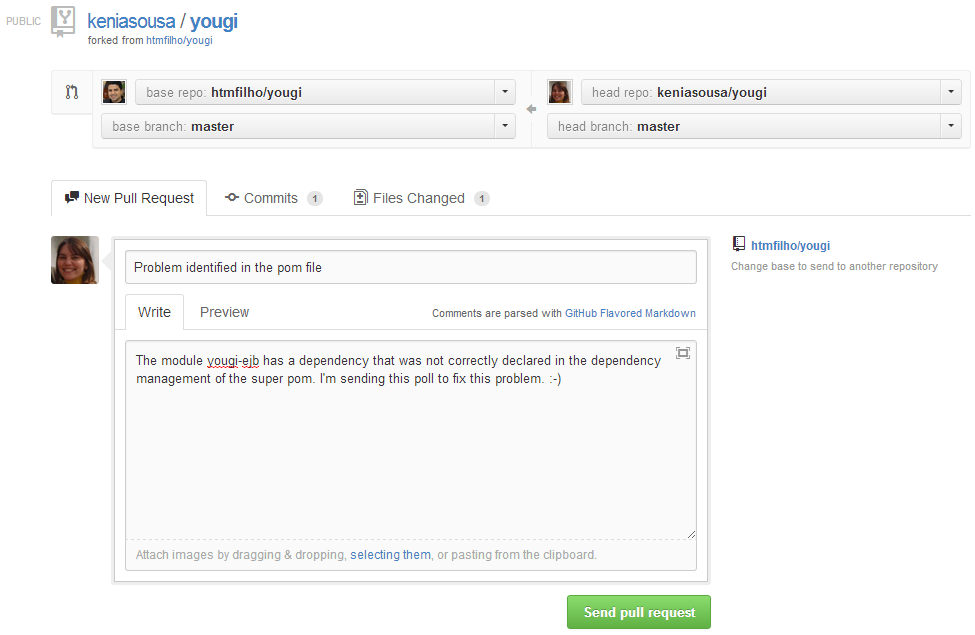 PUBLIC
keniasousa / yougi
forked from htmfilho/yougi
base repo: htmfilho/yougi
head repo: keniasousa/yougi
base branch: master
head branch: master
New Pull Request
Commits 1
Files Changed 1
Problem identified in the pom file
htmfilho/yougi
Change base to send to another repository
Write
Preview
Comments are parsed with GitHub Flavored Markdown
The module yougi-ejb has a dependency that was not correctly declared in the dependency
management of the super pom. I'm sending this poll to fix this problem. :-)
Attach images by dragging & dropping, selecting them, or pasting from the clipboard.
Send pull request